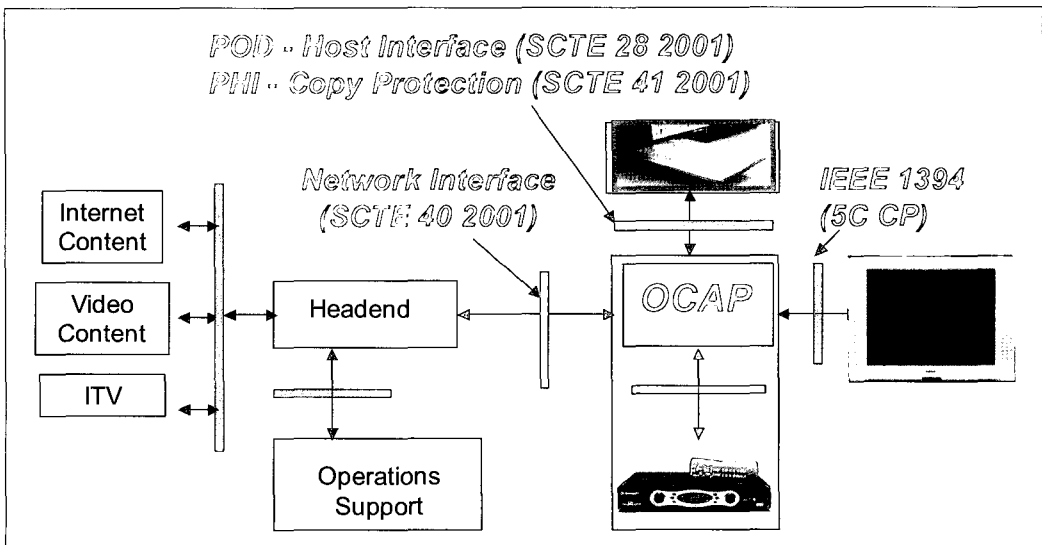 POD - Host Interface (SCTE 28 2001)
PHI - Copy Protection (SCTE 41 2001)
Network Interface
(SCTE 40 2001)
IEEE 1394
(5C CP)
Internet
Content
Video
Content
ITV
Headend
Operations
Support
OCAP